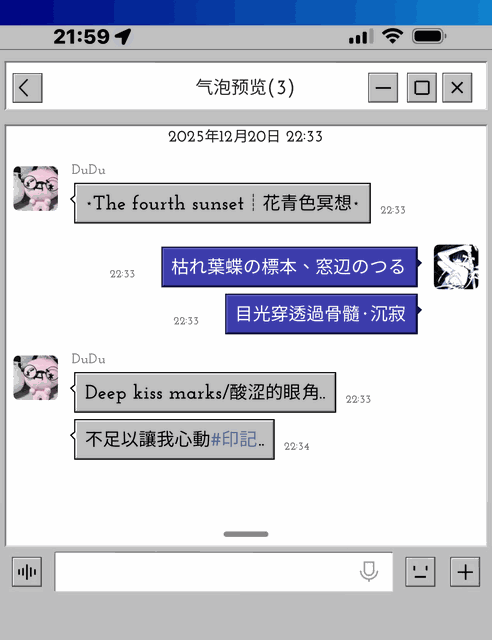 21:59
气泡预览(3)
2025年12月20日 22:33
DuDu
·The fourth sunset┊花青色冥想·
22:33
枯れ葉蝶の標本、窓辺のつる
22:33
目光穿透過骨髓·沉寂
22:33
DuDu
Deep kiss marks/酸涩的眼角..
22:33
不足以讓我心動#印記..
22:34